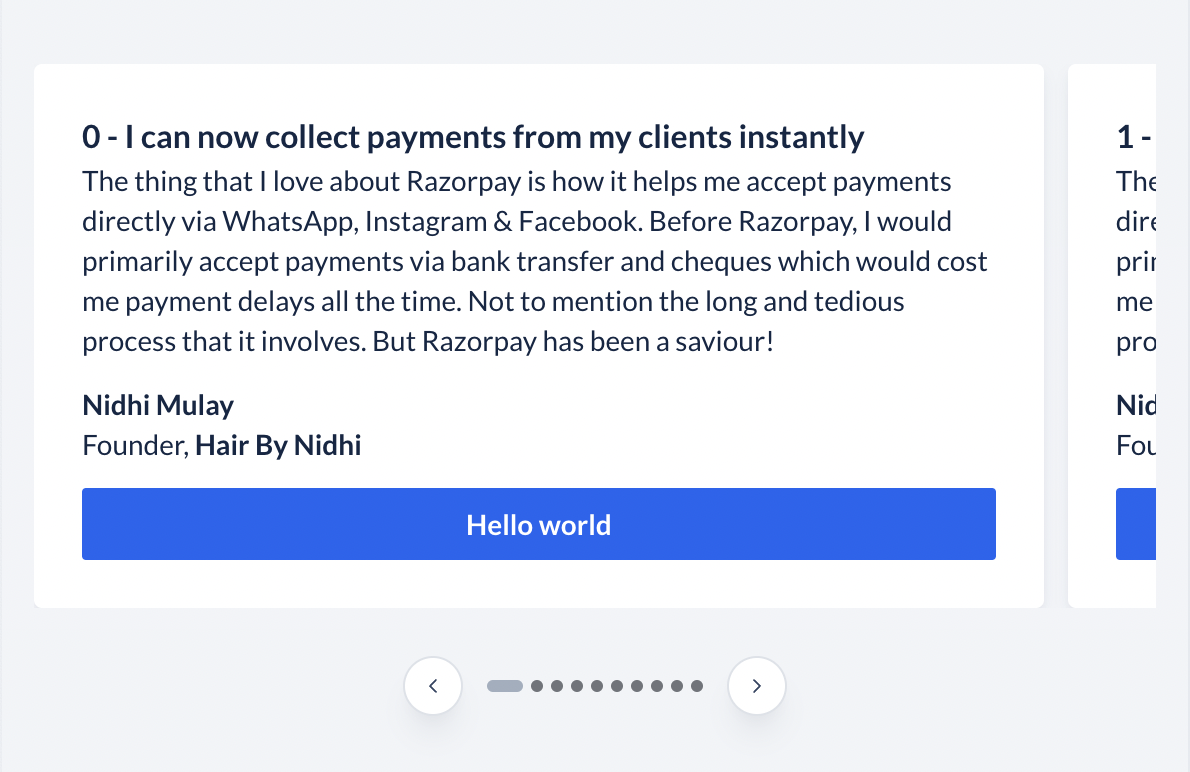 0 - I can now collect payments from my clients instantly
The thing that I love about Razorpay is how it helps me accept payments
directly via WhatsApp, Instagram & Facebook. Before Razorpay, I would
primarily accept payments via bank transfer and cheques which would cost
me payment delays all the time. Not to mention the long and tedious
process that it involves. But Razorpay has been a saviour!
Nidhi Mulay
Founder, Hair By Nidhi
Hello world
1 -
The
dire
prin
me
pro
Nid
Fou